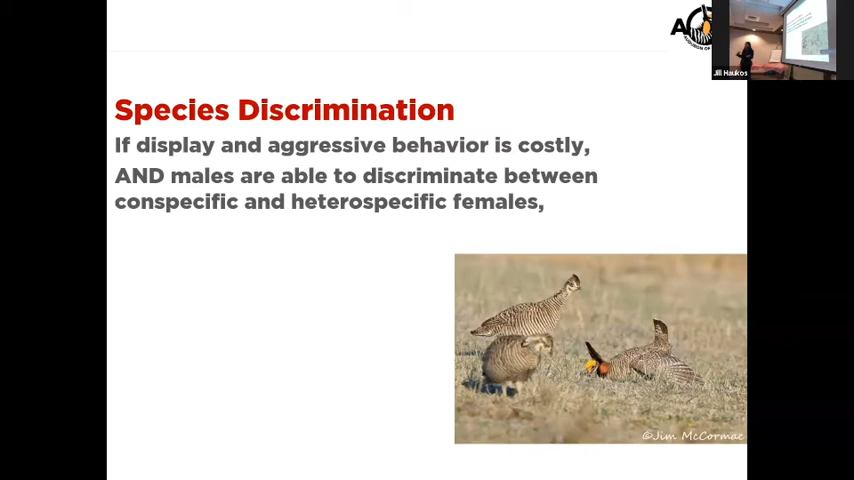 Species Discrimination
If display and aggressive behavior is costly,
AND males are able to discriminate between
conspecific and heterospecific females,
©Jim McCormac
Jill Haukos